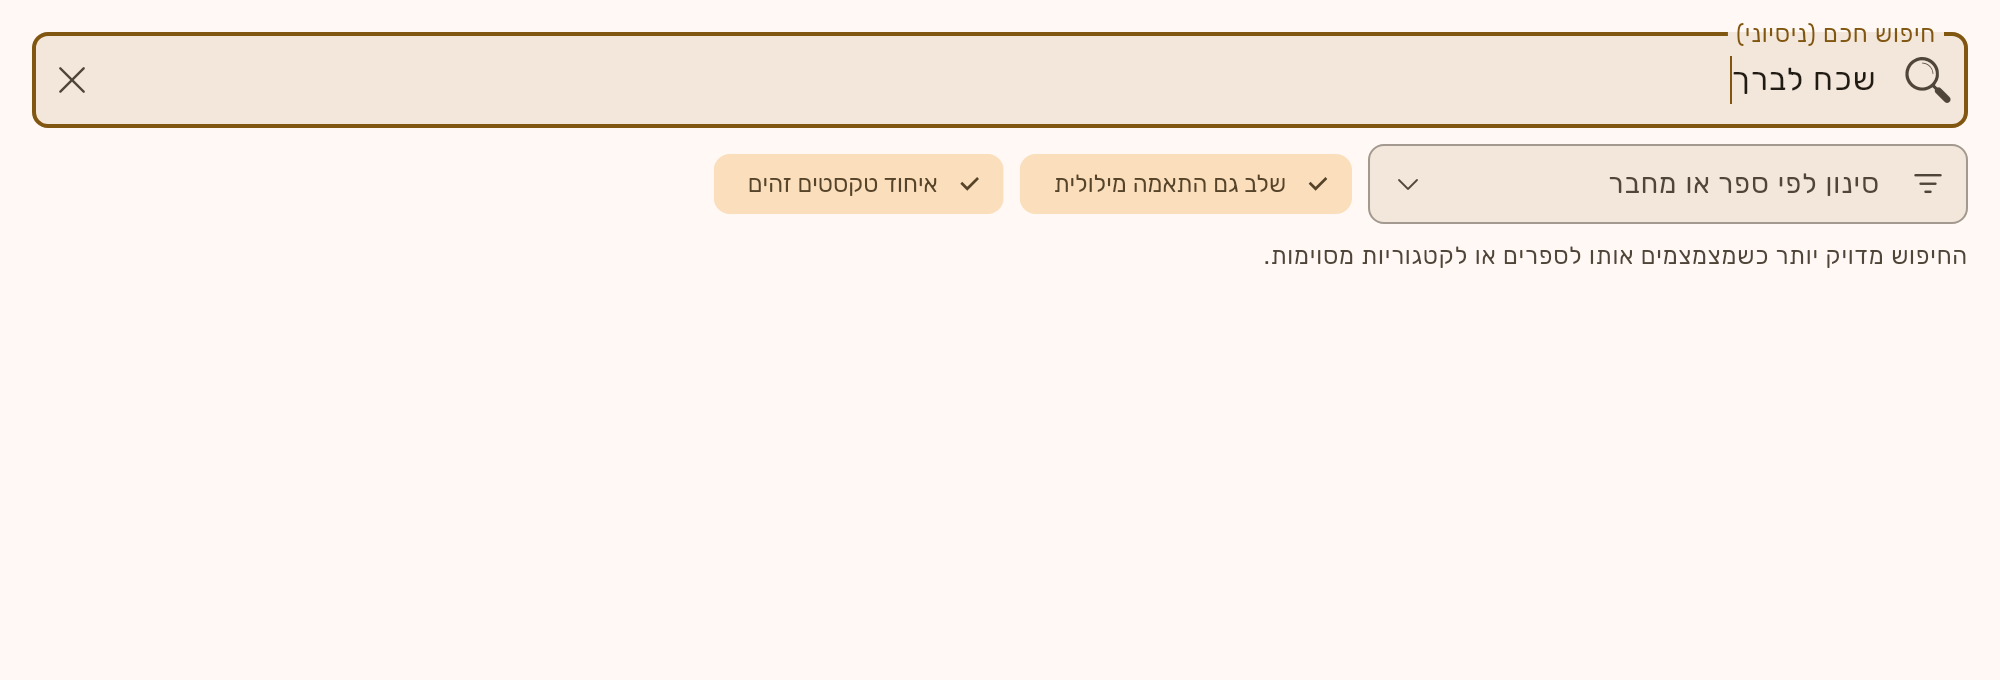 חיפוש חכם (ניסיוני)
שכח לברך
סינון לפי ספר או מחבר
שלב גם התאמה מילולית
איחוד טקסטים זהים
החיפוש מדויק יותר כשמצמצמים אותו לספרים או לקטגוריות מסוימות.